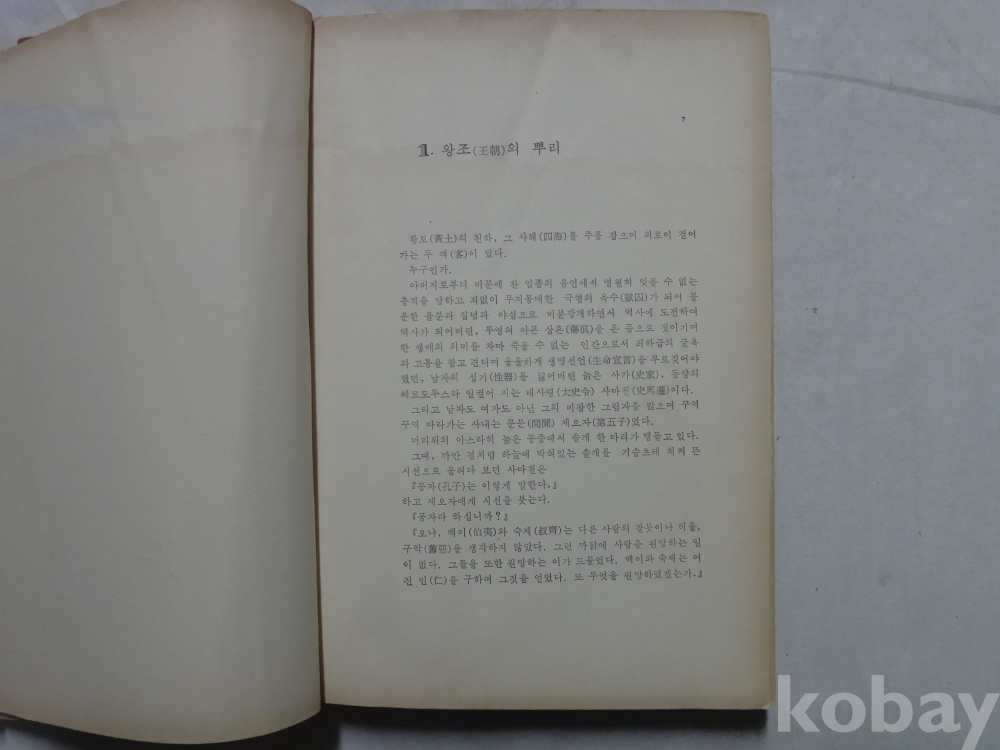 7
1. 왕조(王朝)의 뿌리
황토(黃土)의 천하, 그 사해(四海)를 주름 잡으며 외로이 걸어
가는 두 객(客)이 있다.
누구인가.
아버지로부터 비분에 찬 임종의 유언에서 영원히 잊을 수 없는
충격을 당하고 죄없이 무지몽매한 극형의 옥수(獄囚)가 되어 불
운한 울분과 집념과 야심으로 비분강개하면서 역사에 도전하여
역사가 되어버린, 투영의 아픈 상흔(傷痕)을 온 몸으로 짓이기며
한 생애의 의미를 차마 죽을 수 없는 인간으로서 최하급의 굴욕
과 고통을 참고 견디며 울울하게 생명선언(生命宣言)을 부르짖어야
했던, 남자의 성기(性器)를 잃어버린 늙은 사가(史家), 동양의
헤로도투스라 일컬어 지는 태사령(太史令) 사마천(史馬遷)이다.
그리고 남자도 여자도 아닌 그의 비장한 그림자를 밟으며 꾸역
꾸역 따라가는 사내는 문문(問聞) 제오자(第五子)였다.
머리위의 아스라히 높은 공중에서 솔개 한 마리가 맴돌고 있다.
그때, 까만 점처럼 하늘에 박혀있는 솔개를 기슴츠레 치켜 뜬
시선으로 올려다 보던 사마천은
『공자(孔子)는 이렇게 말한다.』
하고 제오자에게 시선을 붓는다.
『공자라 하십니까?』
『오냐, 백이(伯夷)와 숙제(叔齊)는 다른 사람의 잘못이나 허물,
구악(舊惡)을 생각하지 않았다. 그런 까닭에 사람을 원망하는 일
이 없다. 그들을 또한 원망하는 이가 드물었다. 백이와 숙제는 어
진 인(仁)을 구하여 그것을 얻었다. 또 무엇을 원망하였겠는가.』
kobay